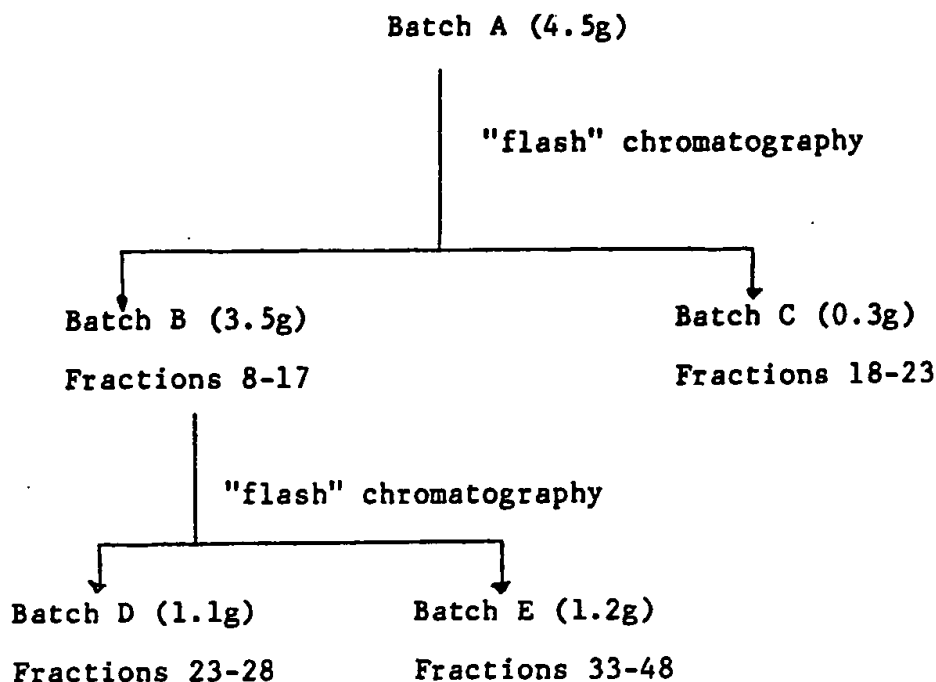 Batch A (4.5g)
"flash" chromatography
Batch B (3.5g)
Fractions 8-17
Batch C (0.3g)
Fractions 18-23
"flash" chromatography
Batch D (1.1g)
Fractions 23-28
Batch E (1.2g)
Fractions 33-48